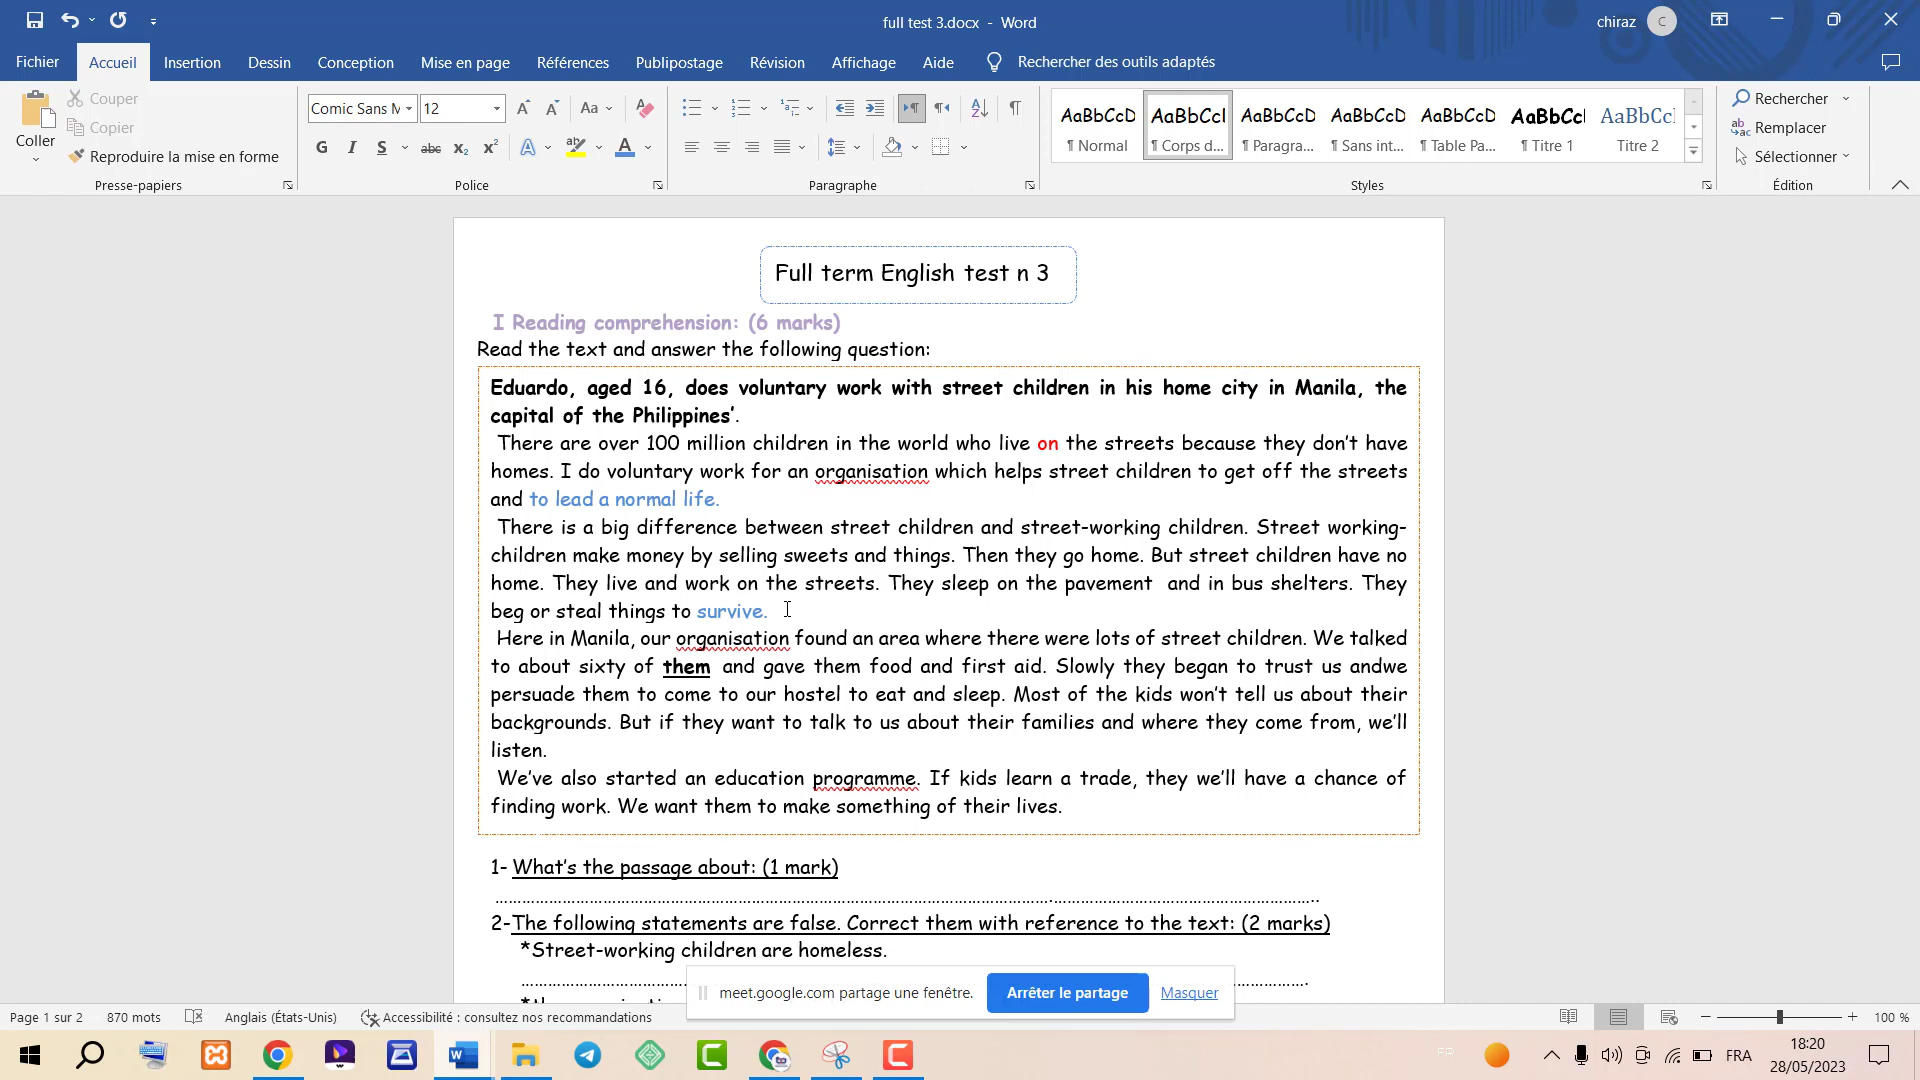 full test 3.docx - Word
chiraz
C
Fichier
Accueil
Insertion
Dessin
Conception
Mise en page
Références
Publipostage
Révision
Affichage
Aide
Rechercher des outils adaptés
Coller
Couper
Copier
Reproduire la mise en forme
Presse-papiers
Comic Sans M
12
Police
Paragraphe
AaBbCcD
¶ Normal
AaBbCcI
¶ Corps d...
AaBbCcD
¶ Paragra...
AaBbCcD
¶ Sans int...
AaBbCcD
¶ Table Pa...
AaBbCc
¶ Titre 1
AaBbCc
Titre 2
Styles
Rechercher
Remplacer
Sélectionner
Édition
Full term English test n 3
I Reading comprehension: (6 marks)
Read the text and answer the following question:
Eduardo, aged 16, does voluntary work with street children in his home city in Manila, the
capital of the Philippines'.
There are over 100 million children in the world who live on the streets because they don't have
homes. I do voluntary work for an organisation which helps street children to get off the streets
and to lead a normal life.
There is a big difference between street children and street-working children. Street working-
children make money by selling sweets and things. Then they go home. But street children have no
home. They live and work on the streets. They sleep on the pavement and in bus shelters. They
beg or steal things to survive.
Here in Manila, our organisation found an area where there were lots of street children. We talked
to about sixty of them and gave them food and first aid. Slowly they began to trust us andwe
persuade them to come to our hostel to eat and sleep. Most of the kids won't tell us about their
backgrounds. But if they want to talk to us about their families and where they come from, we'll
listen.
We've also started an education programme. If kids learn a trade, they we'll have a chance of
finding work. We want them to make something of their lives.
1- What's the passage about: (1 mark)
2-The following statements are false. Correct them with reference to the text: (2 marks)
*Street-working children are homeless.
meet.google.com partage une fenêtre.
Arrêter le partage
Masquer
Page 1 sur 2
870 mots
Anglais (États-Unis)
Accessibilité : consultez nos recommandations
100 %
FRA
18:20
28/05/2023